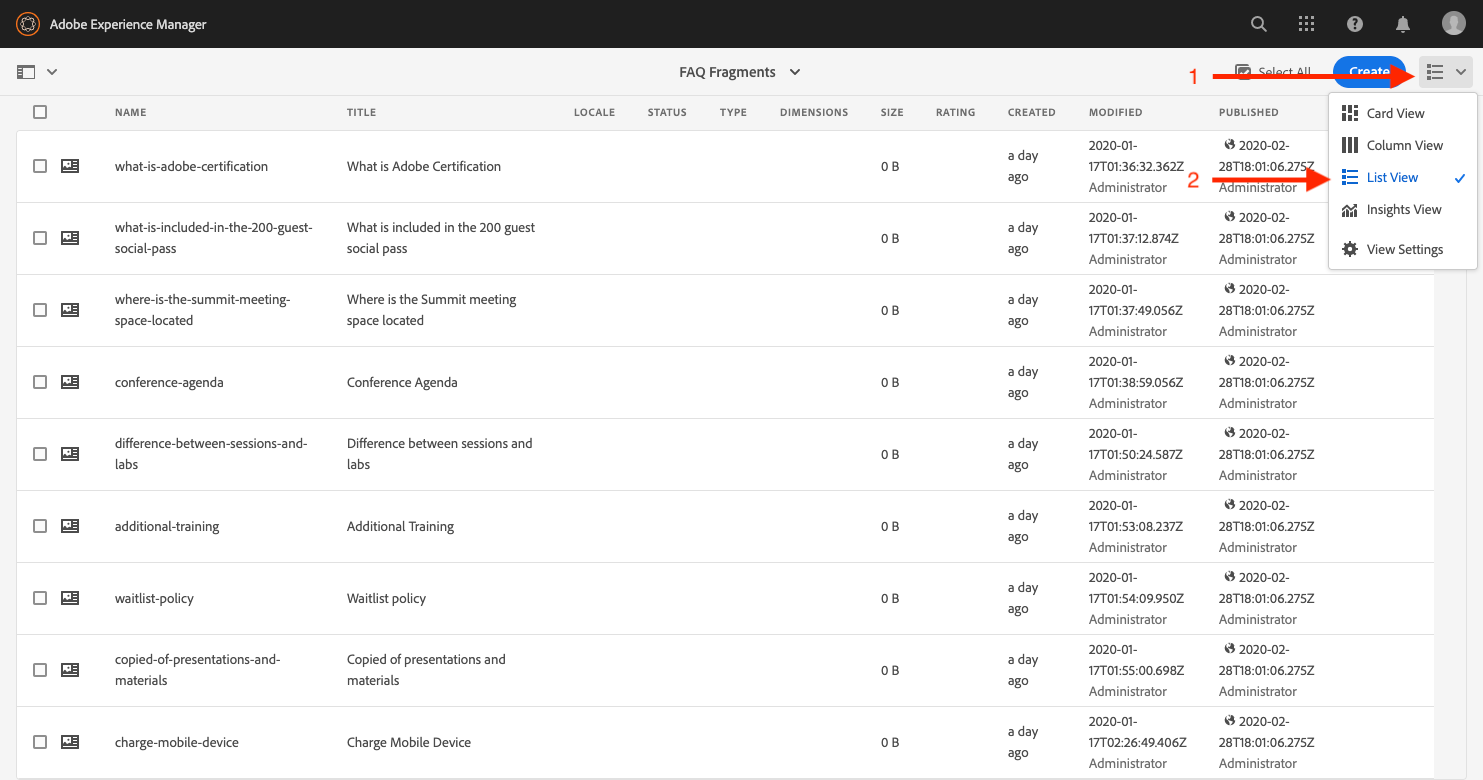 Adobe Experience Manager
FAQ Fragments
Select All
Create
1
NAME TITLE LOCALE STATUS TYPE DIMENSIONS SIZE RATING CREATED MODIFIED PUBLISHED
Card View
Column View
List View
Insights View
View Settings
2
what-is-adobe-certification
What is Adobe Certification
0 B
a day
ago
2020-01-
17T01:36:32.362Z
Administrator
2020-02-
28T18:01:06.275Z
Administrator
what-is-included-in-the-200-guest-
social-pass
What is included in the 200 guest
social pass
0 B
a day
ago
2020-01-
17T01:37:12.874Z
Administrator
2020-02-
28T18:01:06.275Z
Administrator
where-is-the-summit-meeting-
space-located
Where is the Summit meeting
space located
0 B
a day
ago
2020-01-
17T01:37:49.056Z
Administrator
2020-02-
28T18:01:06.275Z
Administrator
conference-agenda
Conference Agenda
0 B
a day
ago
2020-01-
17T01:38:59.056Z
Administrator
2020-02-
28T18:01:06.275Z
Administrator
difference-between-sessions-and-
labs
Difference between sessions and
labs
0 B
a day
ago
2020-01-
17T01:50:24.587Z
Administrator
2020-02-
28T18:01:06.275Z
Administrator
additional-training
Additional Training
0 B
a day
ago
2020-01-
17T01:53:08.237Z
Administrator
2020-02-
28T18:01:06.275Z
Administrator
waitlist-policy
Waitlist policy
0 B
a day
ago
2020-01-
17T01:54:09.950Z
Administrator
2020-02-
28T18:01:06.275Z
Administrator
copied-of-presentations-and-
materials
Copied of presentations and
materials
0 B
a day
ago
2020-01-
17T01:55:00.698Z
Administrator
2020-02-
28T18:01:06.275Z
Administrator
charge-mobile-device
Charge Mobile Device
0 B
a day
ago
2020-01-
17T02:26:49.406Z
Administrator
2020-02-
28T18:01:06.275Z
Administrator